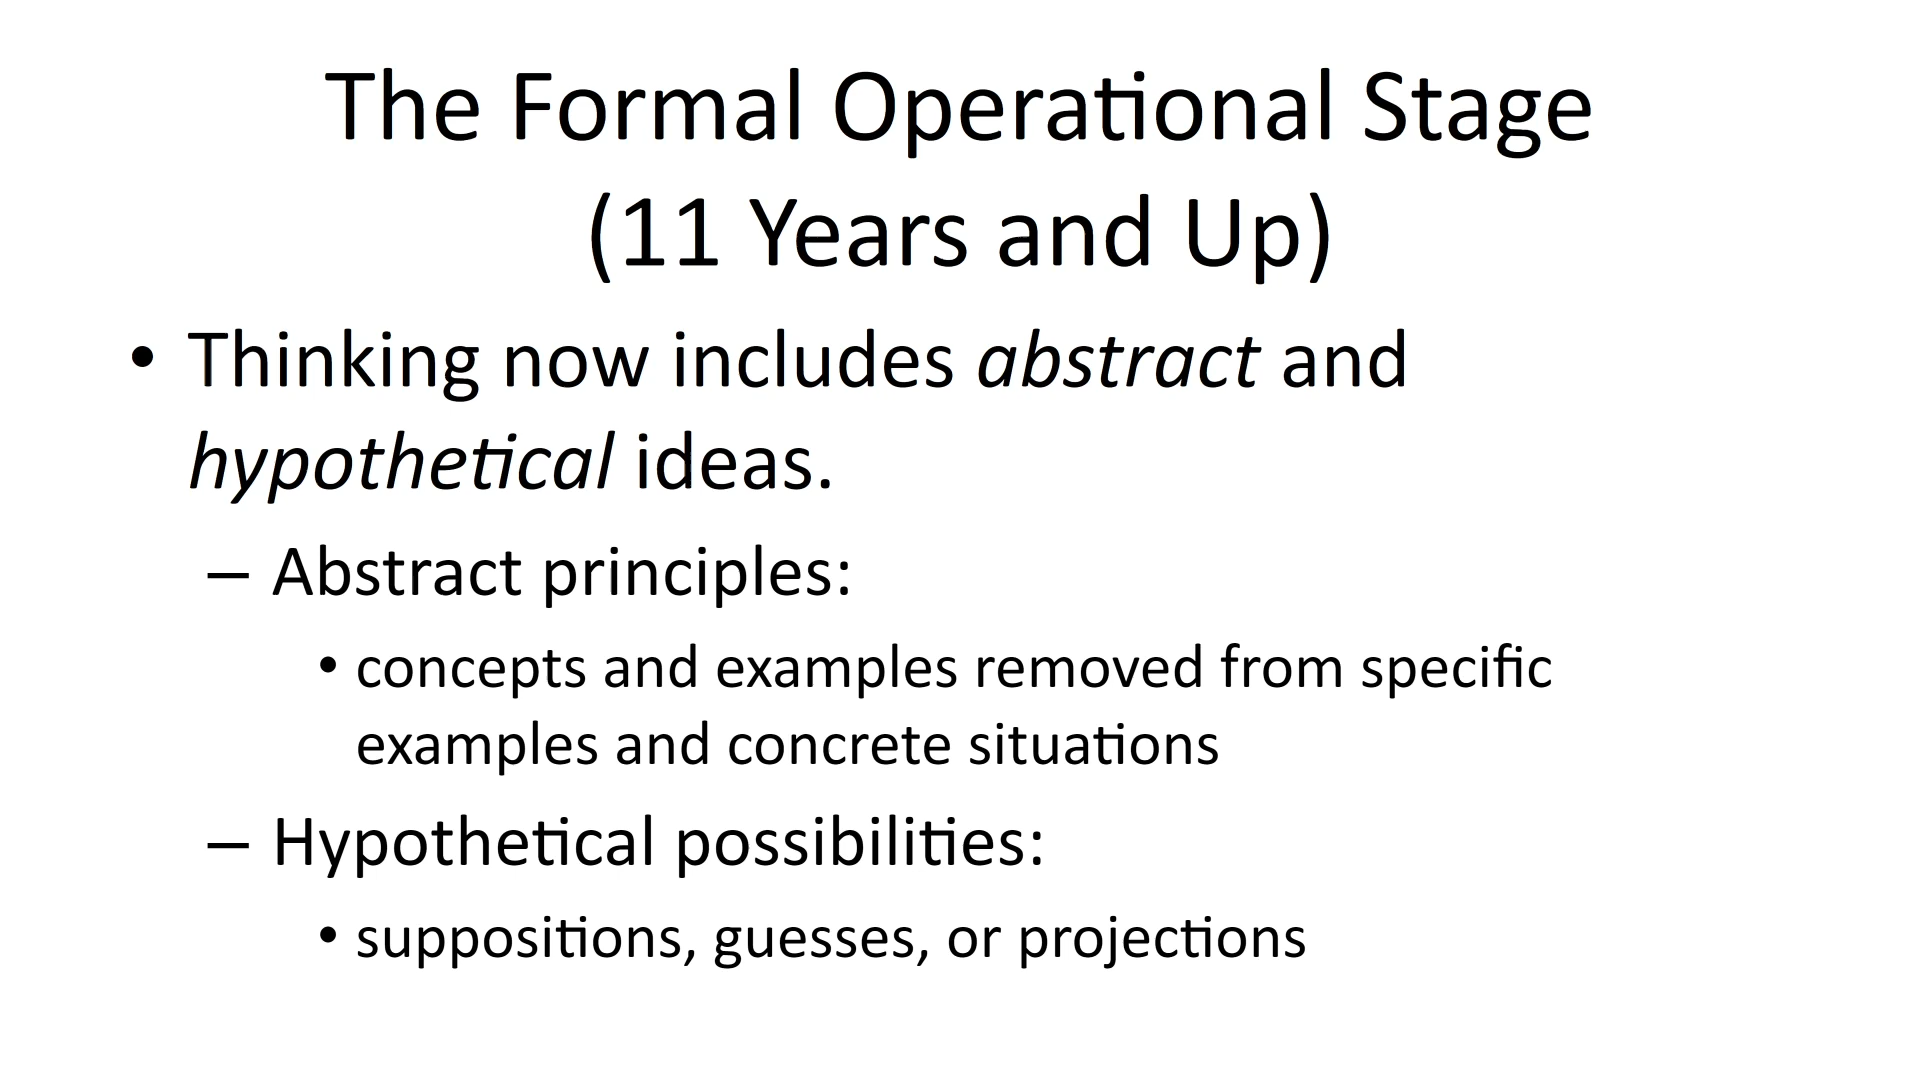 The Formal Operational Stage
(11 Years and Up)
• Thinking now includes abstract and
hypothetical ideas.
– Abstract principles:
• concepts and examples removed from specific
examples and concrete situations
– Hypothetical possibilities:
• suppositions, guesses, or projections